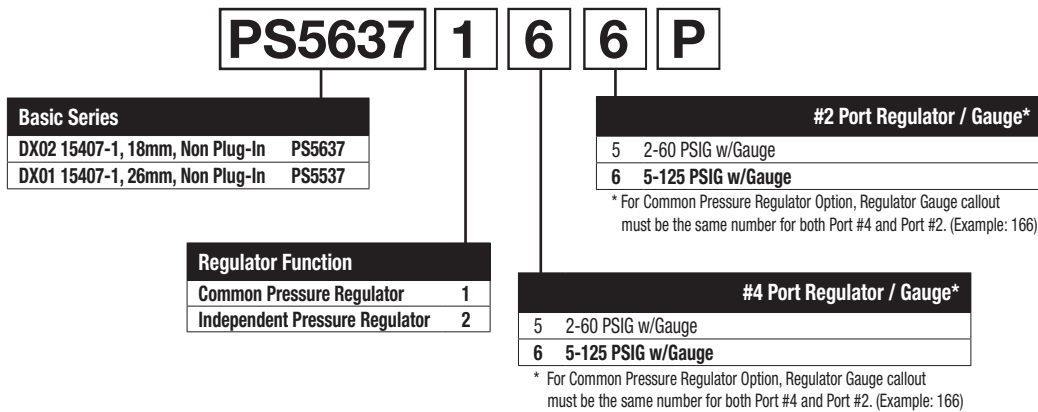 PS5637 1 6 6 P
Basic Series
DX02 15407-1, 18mm, Non Plug-In PS5637
DX01 15407-1, 26mm, Non Plug-In PS5537
#2 Port Regulator / Gauge*
5 2-60 PSIG w/Gauge
6 5-125 PSIG w/Gauge
* For Common Pressure Regulator Option, Regulator Gauge callout
must be the same number for both Port #4 and Port #2. (Example: 166)
Regulator Function
Common Pressure Regulator 1
Independent Pressure Regulator 2
#4 Port Regulator / Gauge*
5 2-60 PSIG w/Gauge
6 5-125 PSIG w/Gauge
* For Common Pressure Regulator Option, Regulator Gauge callout
must be the same number for both Port #4 and Port #2. (Example: 166)